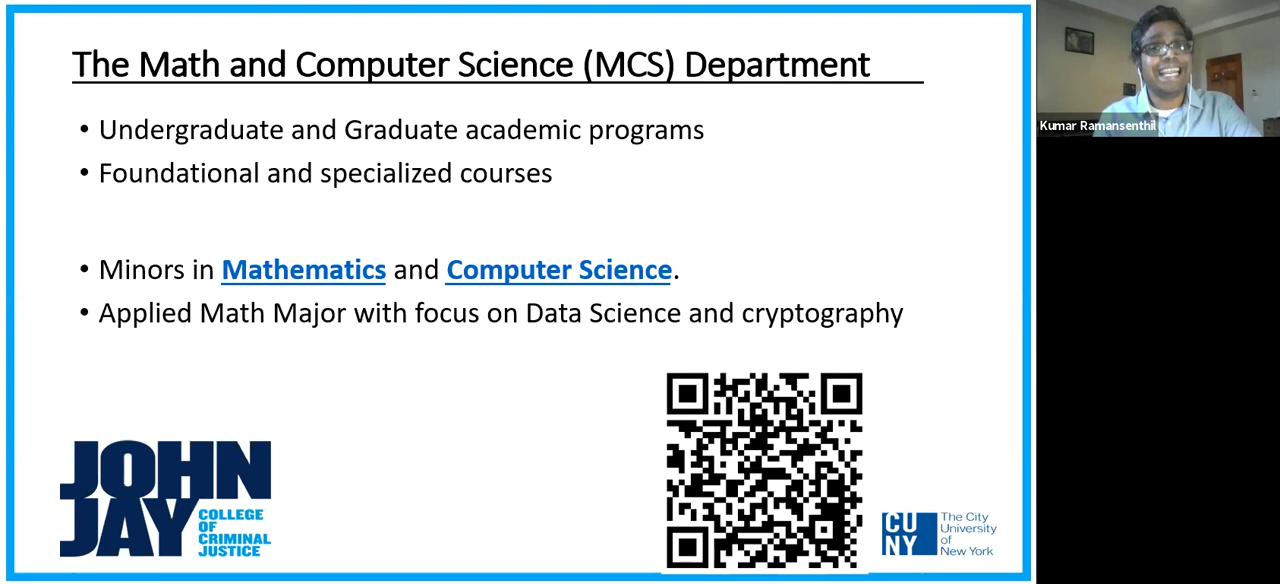 The Math and Computer Science (MCS) Department
• Undergraduate and Graduate academic programs
• Foundational and specialized courses
• Minors in Mathematics and Computer Science.
• Applied Math Major with focus on Data Science and cryptography
JOHN
JAY
COLLEGE
OF
CRIMINAL
JUSTICE
CU
NY
The City
University
of
New York
Kumar Ramansenthil